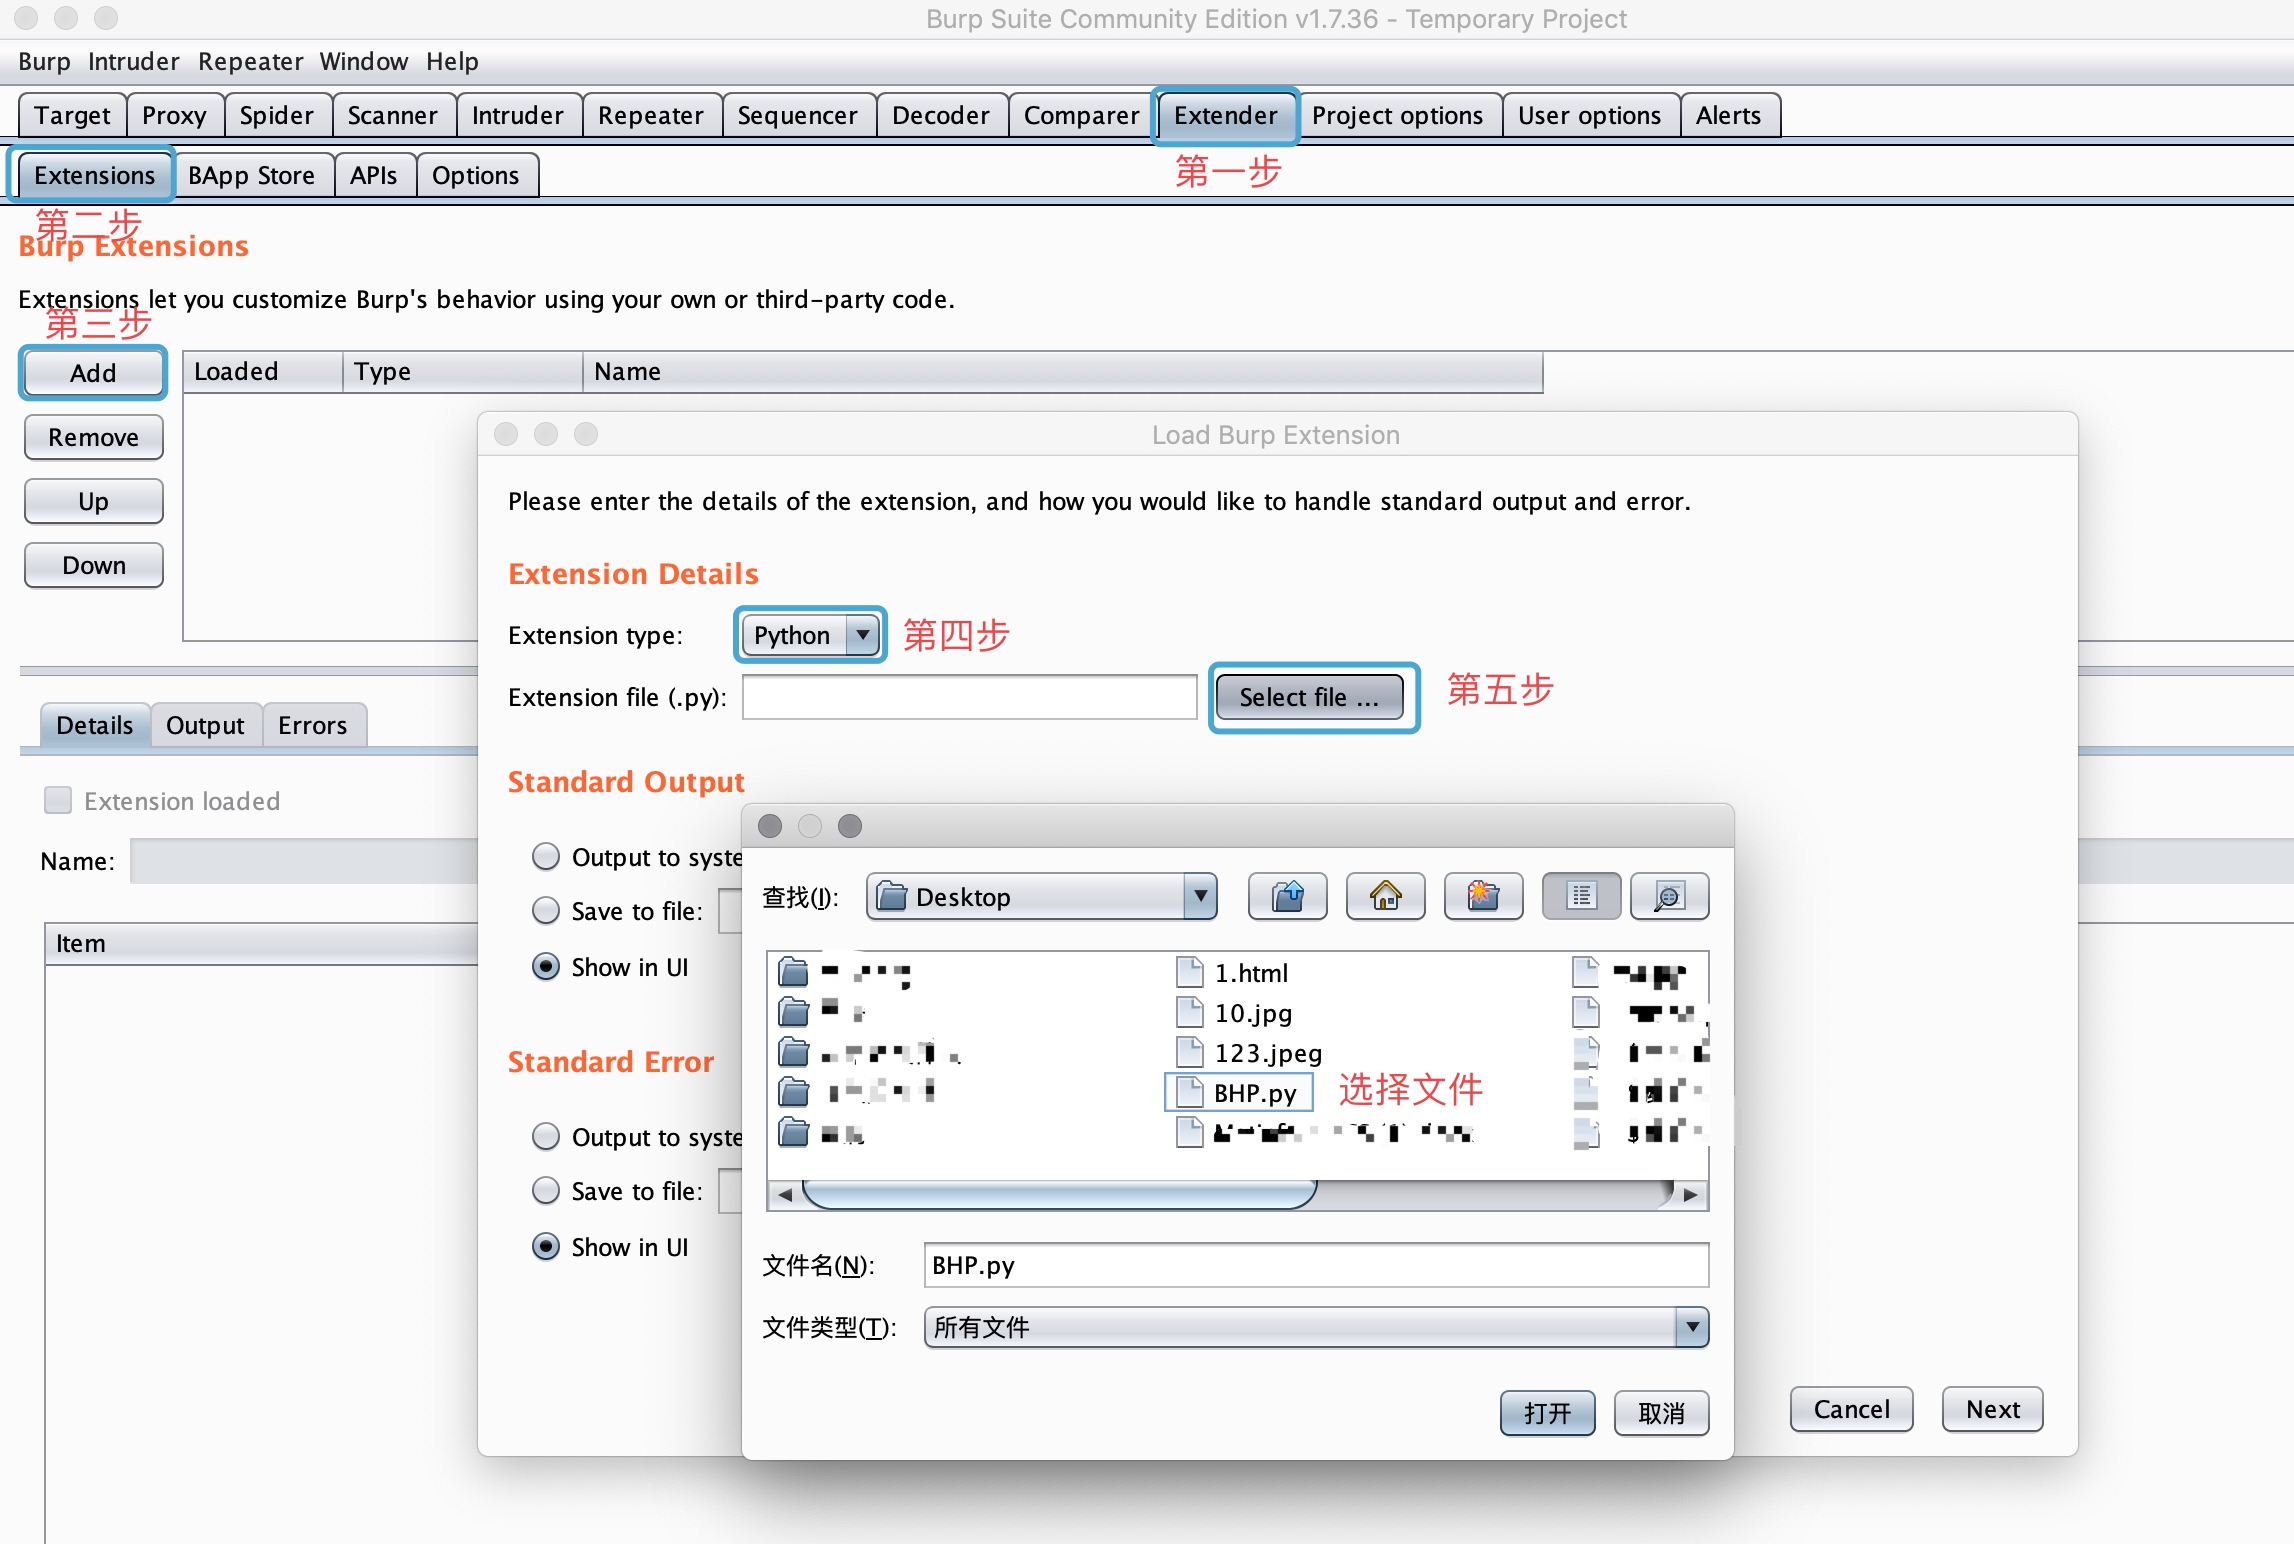 Burp Suite Community Edition v1.7.36 - Temporary Project
Burp Intruder Repeater Window Help
Target Proxy Spider Scanner Intruder Repeater Sequencer Decoder Comparer Extender Project options User options Alerts
第一步
Extensions BApp Store APIs Options
第二步
Burp Extensions
Extensions let you customize Burp's behavior using your own or third-party code.
第三步
Add Loaded Type Name
Remove
Up
Down
Load Burp Extension
Please enter the details of the extension, and how you would like to handle standard output and error.
Extension Details
Extension type: Python 第四步
Extension file (.py): Select file ... 第五步
Details Output Errors
Extension loaded
Name:
Item
Standard Output
Output to syste
Save to file:
Show in UI
Standard Error
Output to syste
Save to file:
Show in UI
查找(I): Desktop
1.html
10.jpg
123.jpeg
BHP.py 选择文件
文件名(N): BHP.py
文件类型(T): 所有文件
打开 取消
Cancel Next